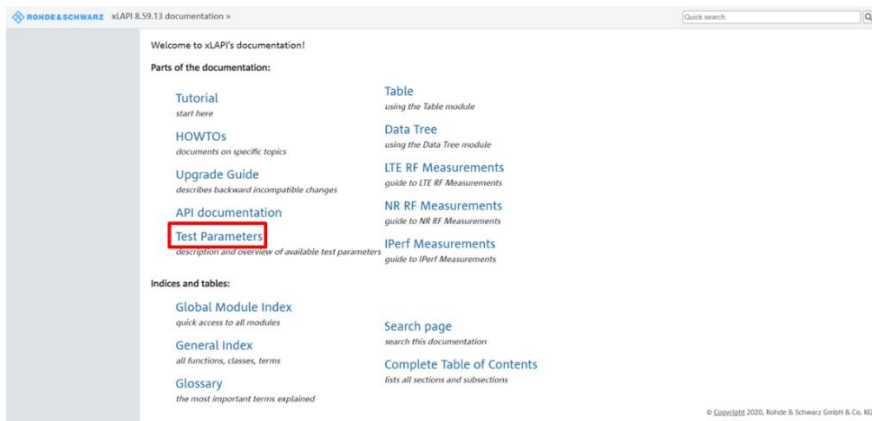 ROHDE & SCHWARZ xLAPI 8.59.13 documentation »
Quick search
Welcome to xLAPI's documentation!
Parts of the documentation:
Tutorial
start here
HOWTOs
documents on specific topics
Upgrade Guide
describes backward incompatible changes
API documentation
Test Parameters
description and overview of available test parameters
Table
using the Table module
Data Tree
using the Data Tree module
LTE RF Measurements
guide to LTE RF Measurements
NR RF Measurements
guide to NR RF Measurements
IPerf Measurements
guide to IPerf Measurements
Indices and tables:
Global Module Index
quick access to all modules
General Index
all functions, classes, terms
Glossary
the most important terms explained
Search page
search this documentation
Complete Table of Contents
lists all sections and subsections
© Copyright 2020, Rohde & Schwarz GmbH & Co. KG